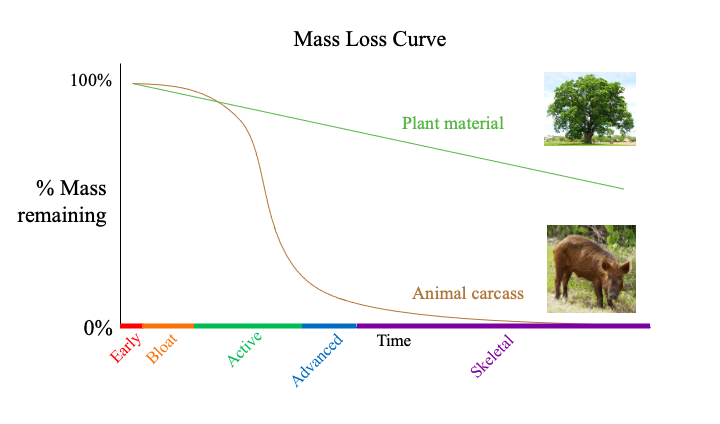 Mass Loss Curve
100%
Plant material
% Mass
remaining
Animal carcass
0%
Early
Bloat
Active
Advanced
Time
Skeletal